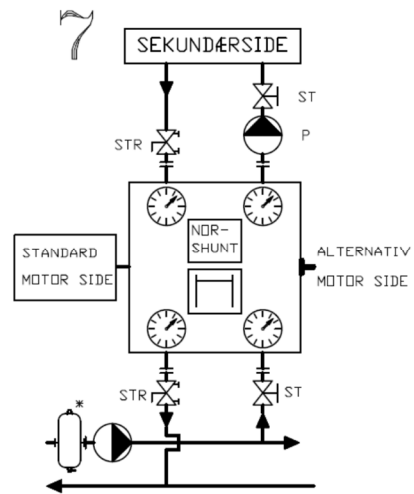 7
SEKUNDÆRSIDE
ST
STR
P
NOR-
SHUNT
STANDARD
MOTOR SIDE
ALTERNATIV
MOTOR SIDE
STR
ST
*